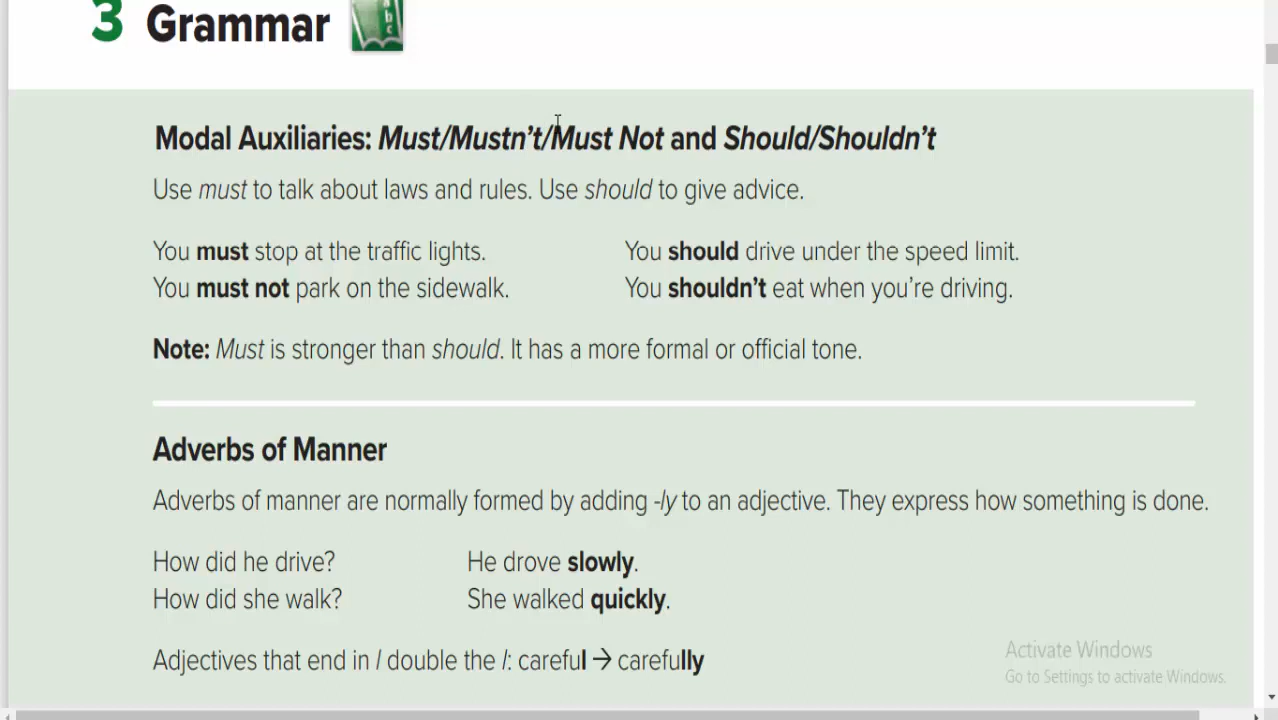 3 Grammar
abc
Modal Auxiliaries: Must/Mustn't/Must Not and Should/Shouldn't
Use must to talk about laws and rules. Use should to give advice.
You must stop at the traffic lights. You should drive under the speed limit.
You must not park on the sidewalk. You shouldn't eat when you're driving.
Note: Must is stronger than should. It has a more formal or official tone.
Adverbs of Manner
Adverbs of manner are normally formed by adding -ly to an adjective. They express how something is done.
How did he drive? He drove slowly.
How did she walk? She walked quickly.
Adjectives that end in l double the l: careful → carefully
Activate Windows
Go to Settings to activate Windows.